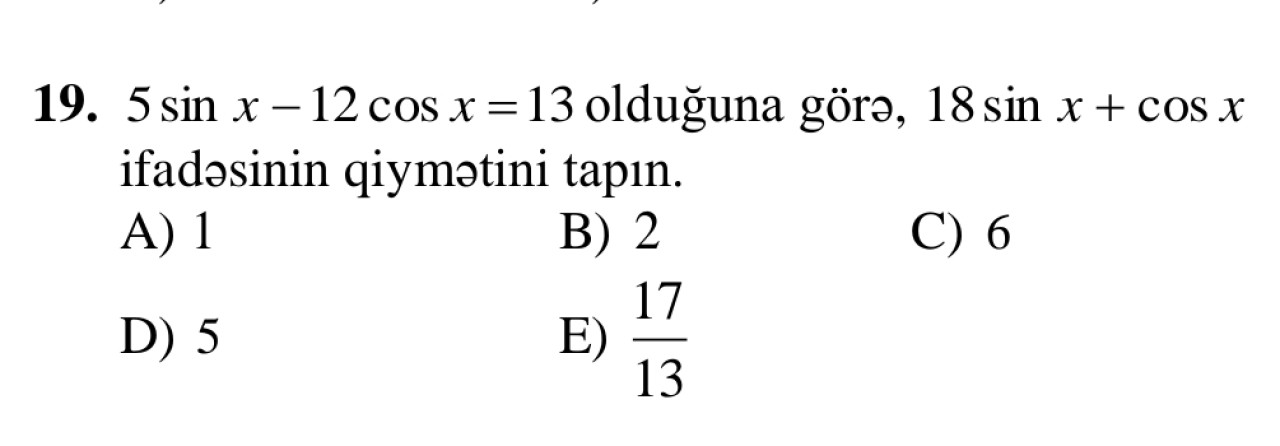 19. 5 sin x – 12 cos x = 13 olduğuna görə, 18 sin x + cos x
ifadəsinin qiymətini tapın.
A) 1 B) 2 C) 6
D) 5 E) 17/13